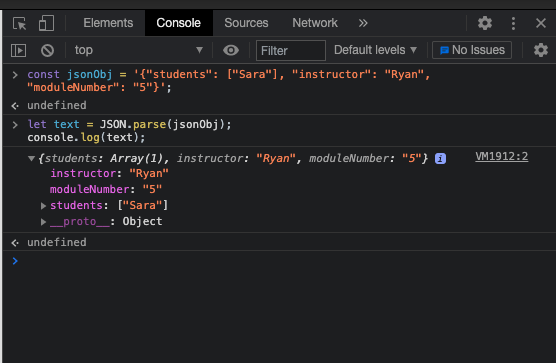 Elements Console Sources Network »
top ▼ Filter Default levels ▼ No Issues
> const jsonObj = '{"students": ["Sara"], "instructor": "Ryan",
"moduleNumber": "5"}';
undefined
> let text = JSON.parse(jsonObj);
console.log(text);
VM1912:2
▼{students: Array(1), instructor: "Ryan", moduleNumber: "5"} i
instructor: "Ryan"
moduleNumber: "5"
▶students: ["Sara"]
▶__proto__: Object
undefined
>